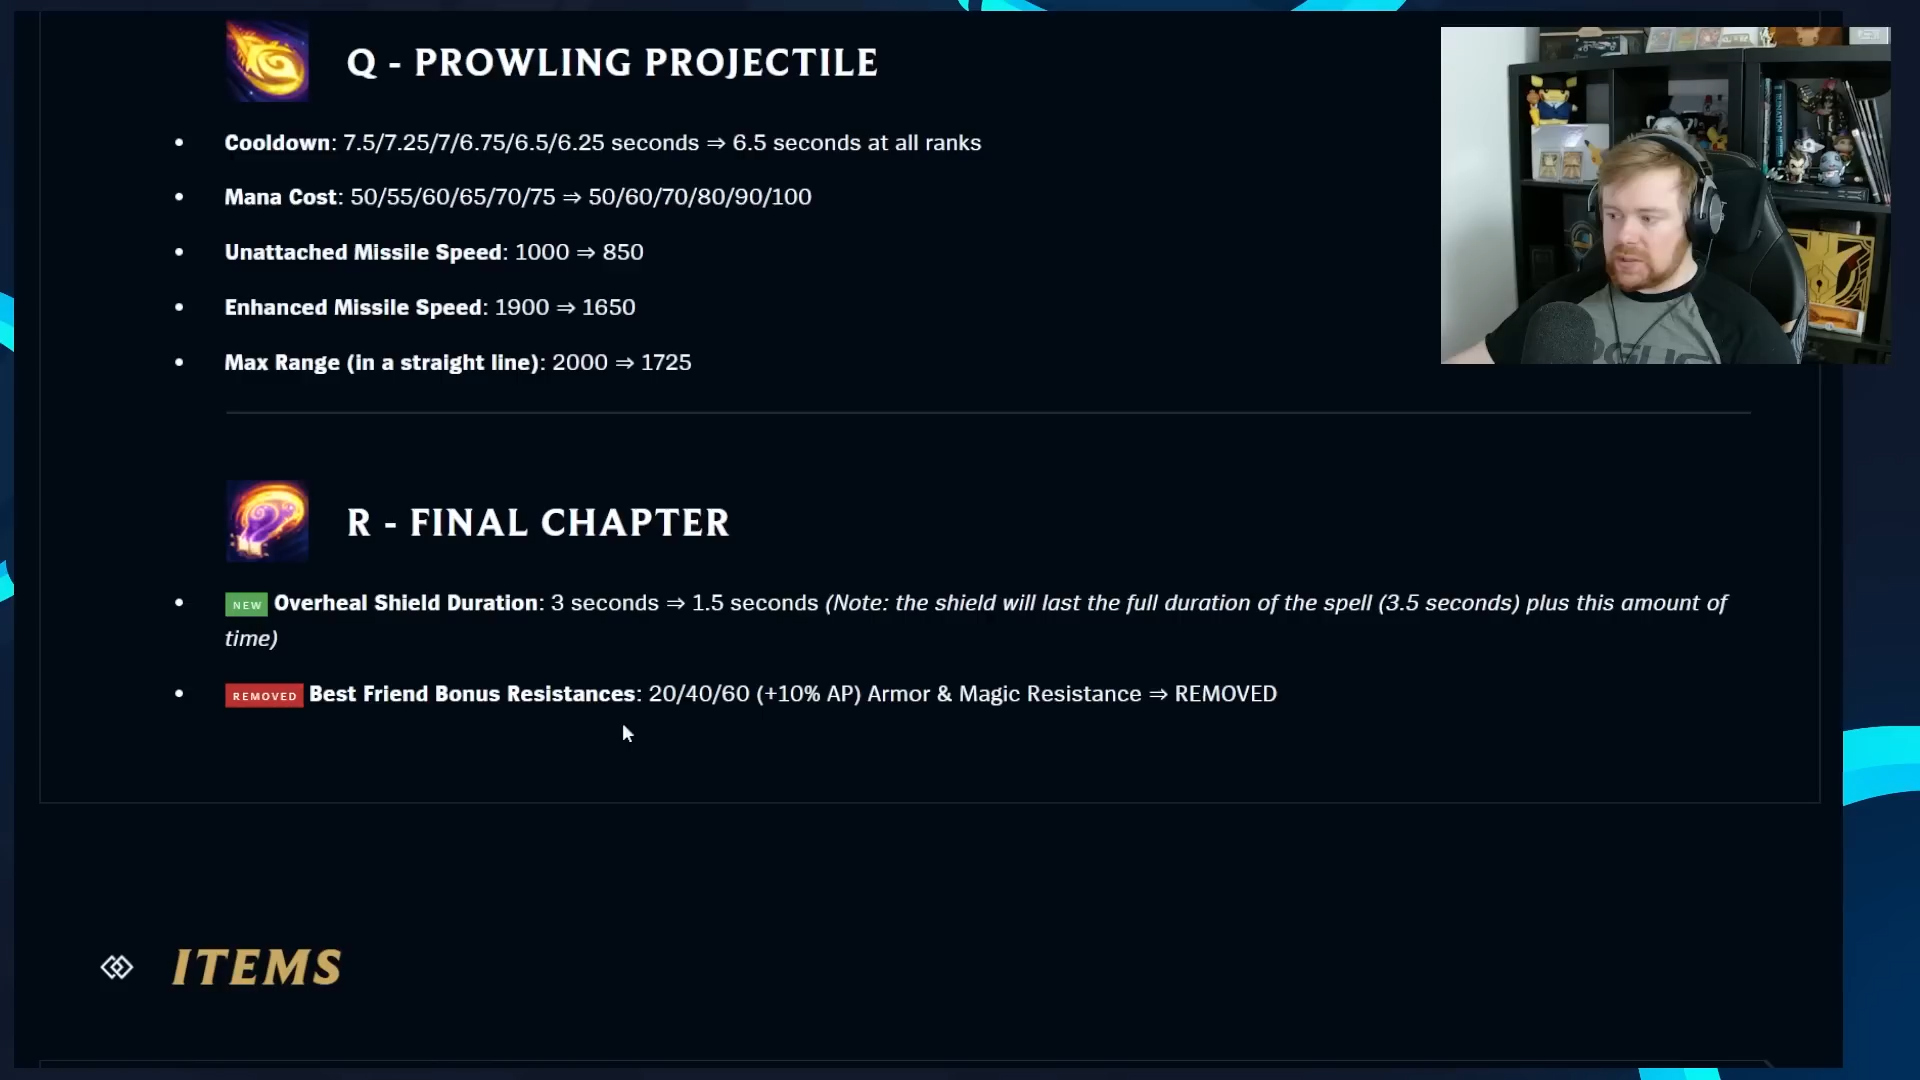 Q - PROWLING PROJECTILE
• Cooldown: 7.5/7.25/7/6.75/6.5/6.25 seconds ⇒ 6.5 seconds at all ranks
• Mana Cost: 50/55/60/65/70/75 ⇒ 50/60/70/80/90/100
• Unattached Missile Speed: 1000 ⇒ 850
• Enhanced Missile Speed: 1900 ⇒ 1650
• Max Range (in a straight line): 2000 ⇒ 1725
R - FINAL CHAPTER
• NEW Overheal Shield Duration: 3 seconds ⇒ 1.5 seconds (Note: the shield will last the full duration of the spell (3.5 seconds) plus this amount of
time)
• REMOVED Best Friend Bonus Resistances: 20/40/60 (+10% AP) Armor & Magic Resistance ⇒ REMOVED
ITEMS